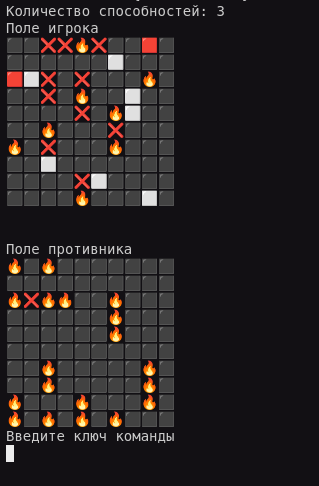 Количество способностей: 3
Поле игрока
Поле противника
Введите ключ команды